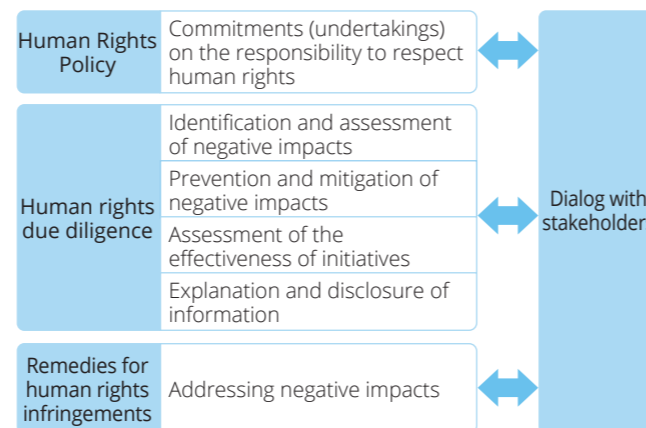 Human Rights
Policy
Commitments (undertakings)
on the responsibility to respect
human rights
Human rights
due diligence
Identification and assessment
of negative impacts
Prevention and mitigation of
negative impacts
Assessment of the
effectiveness of initiatives
Explanation and disclosure of
information
Remedies for
human rights
infringements
Addressing negative impacts
Dialog with
stakeholder